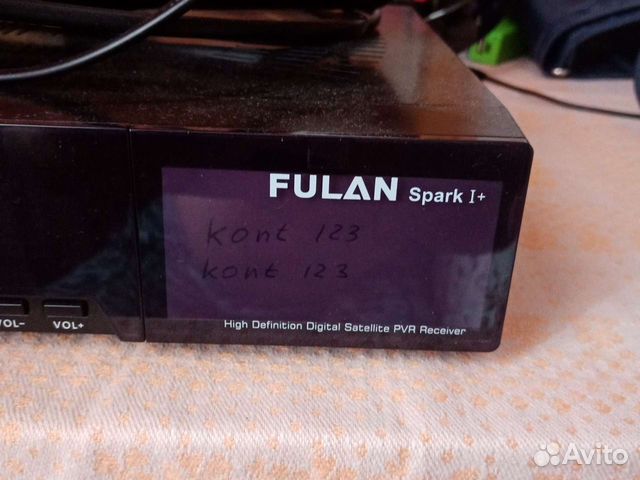 FULAN Spark I+
kont 123
kont 123
VOL- VOL+
High Definition Digital Satellite PVR Receiver
Avito